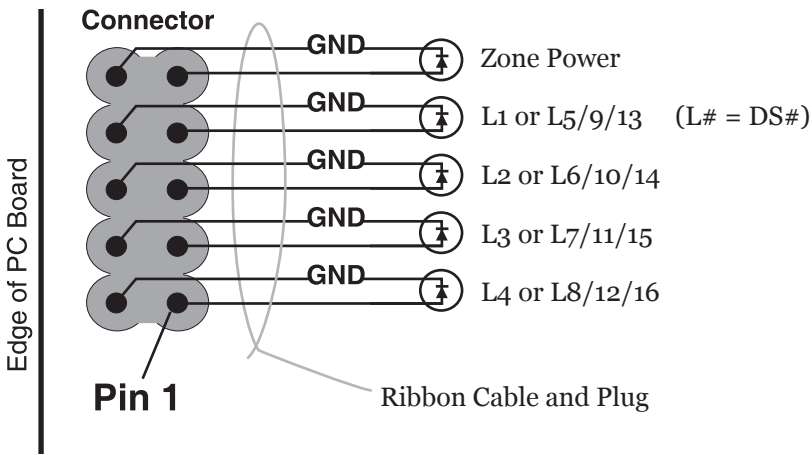 Connector
GND
Zone Power
GND
L1 or L5/9/13 (L# = DS#)
GND
L2 or L6/10/14
GND
L3 or L7/11/15
GND
L4 or L8/12/16
Edge of PC Board
Pin 1
Ribbon Cable and Plug